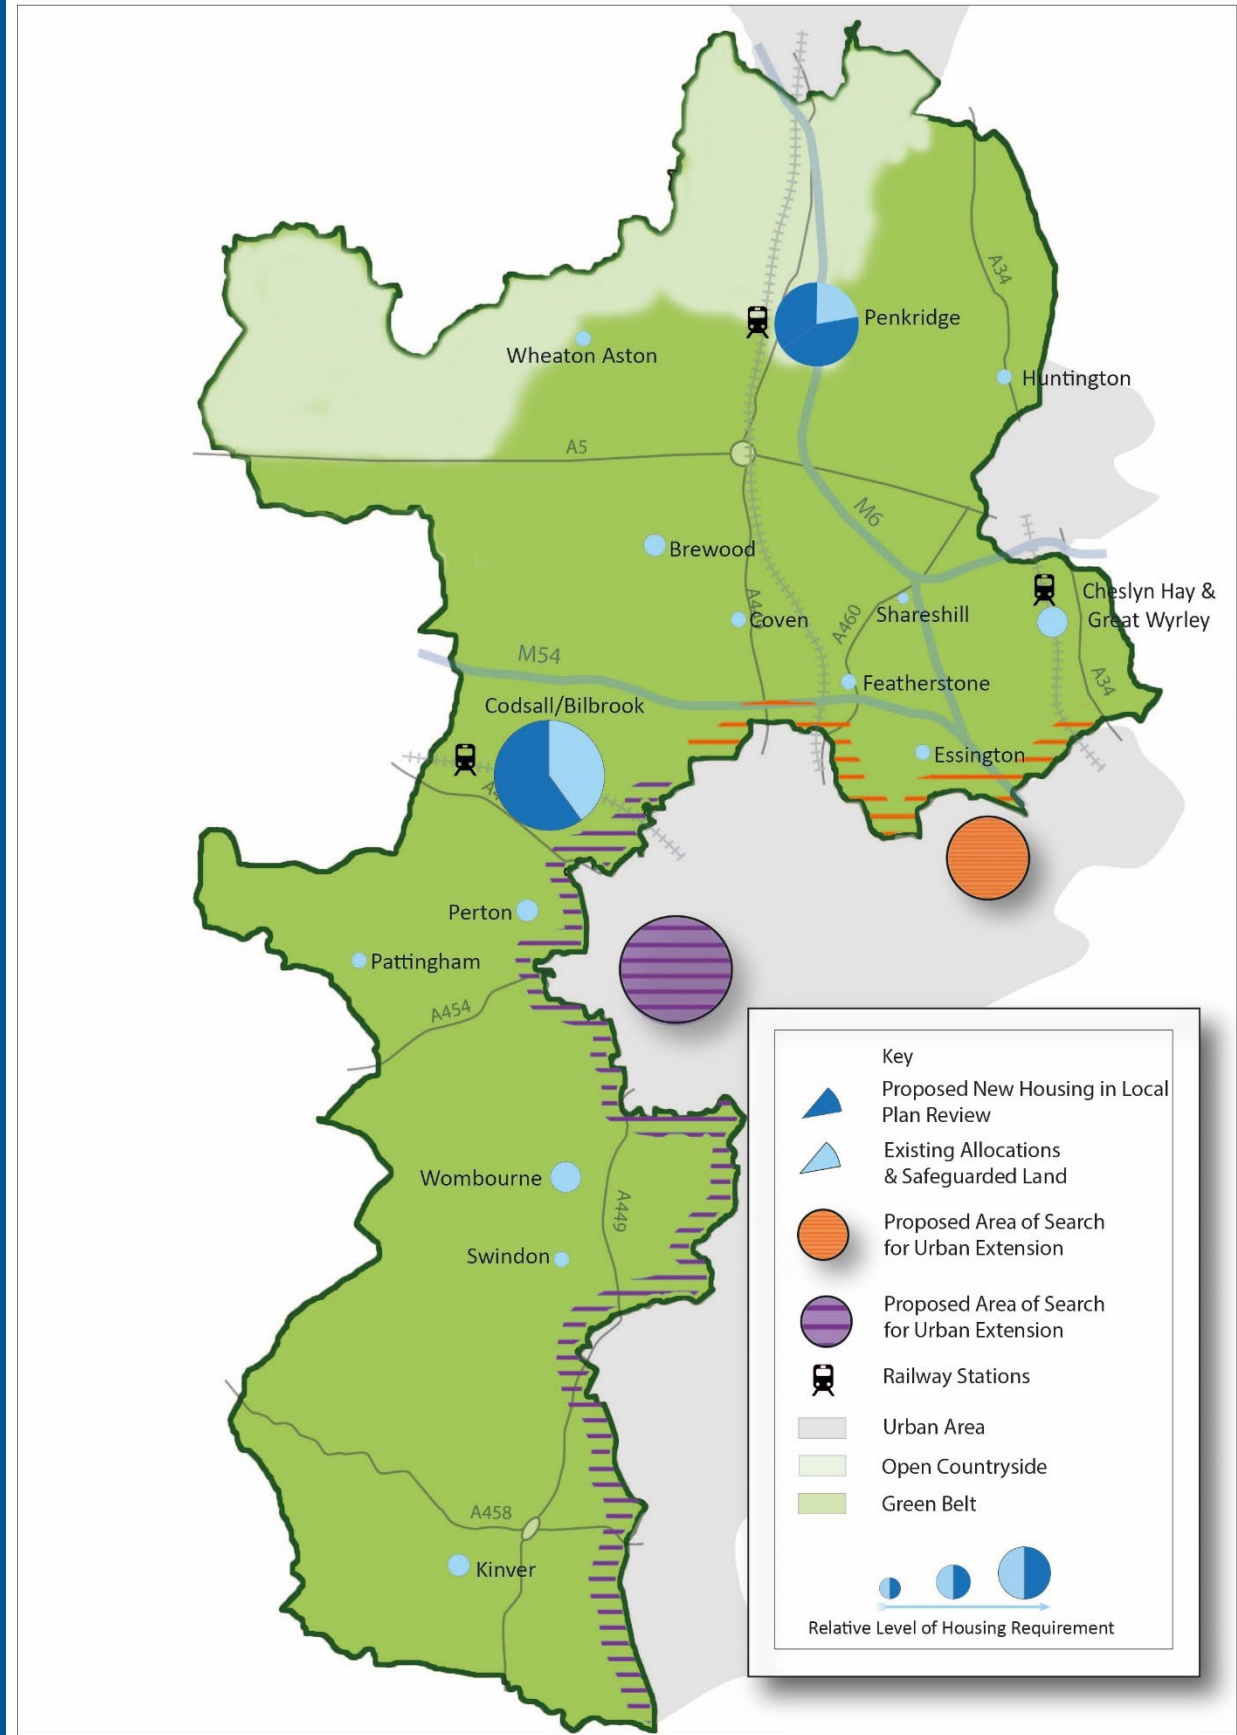 A34
Penkridge
Wheaton Aston
Huntington
A5
M6
Brewood
Cheslyn Hay &
Great Wyrley
Shareshill
Coven
A449
A460
M54
Featherstone
A34
Codsall/Bilbrook
Essington
Perton
Pattingham
A454
Wombourne
A449
Swindon
A458
Kinver
Key
Proposed New Housing in Local
Plan Review
Existing Allocations
& Safeguarded Land
Proposed Area of Search
for Urban Extension
Proposed Area of Search
for Urban Extension
Railway Stations
Urban Area
Open Countryside
Green Belt
Relative Level of Housing Requirement